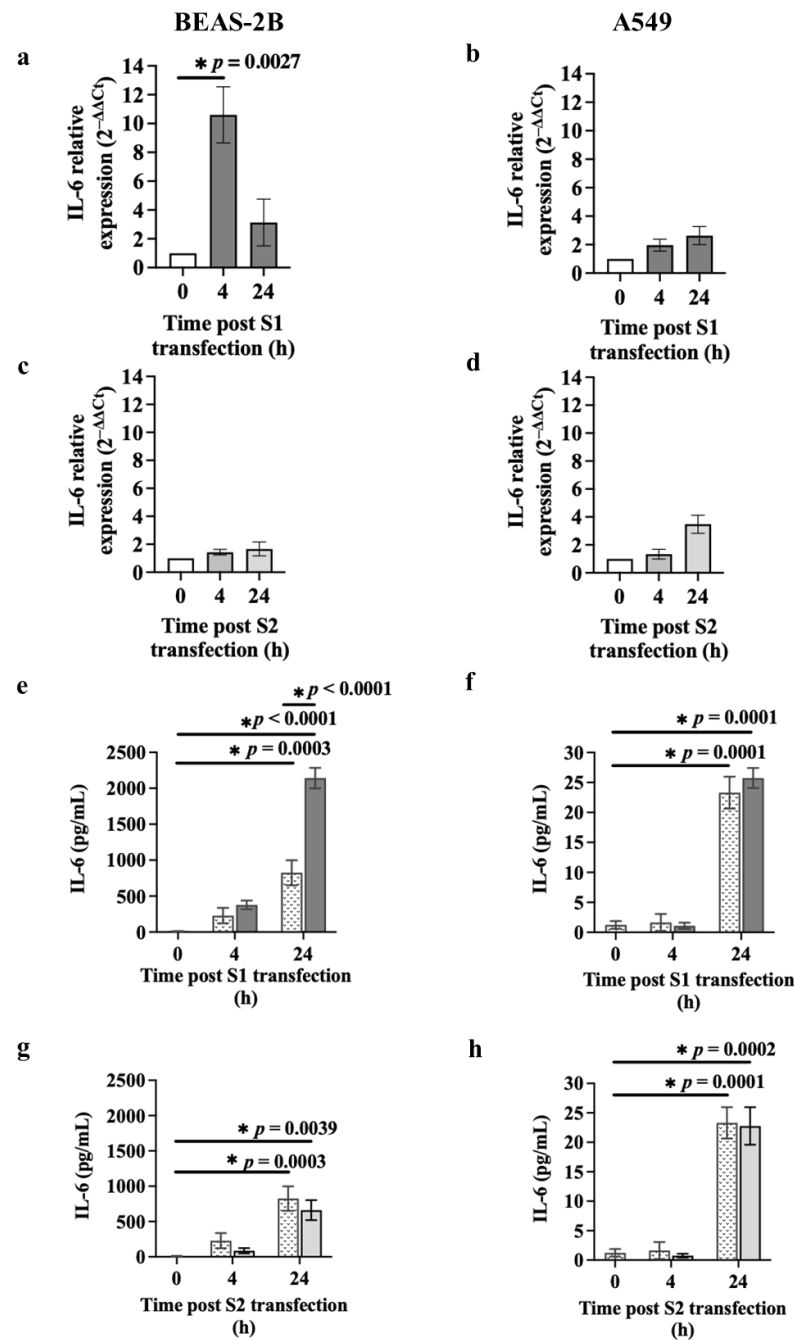 BEAS-2B
A549
a
* p = 0.0027
IL-6 relative
expression (2⁻ΔΔCt)
14
12
10
8
6
4
2
0
0 4 24
Time post S1
transfection (h)
b
IL-6 relative
expression (2⁻ΔΔCt)
14
12
10
8
6
4
2
0
0 4 24
Time post S1
transfection (h)
c
IL-6 relative
expression (2⁻ΔΔCt)
14
12
10
8
6
4
2
0
0 4 24
Time post S2
transfection (h)
d
IL-6 relative
expression (2⁻ΔΔCt)
14
12
10
8
6
4
2
0
0 4 24
Time post S2
transfection (h)
e
* p < 0.0001
*p < 0.0001
* p = 0.0003
IL-6 (pg/mL)
2500
2000
1500
1000
500
0
0 4 24
Time post S1 transfection
(h)
f
* p = 0.0001
* p = 0.0001
IL-6 (pg/mL)
30
25
20
15
10
5
0
0 4 24
Time post S1 transfection
(h)
g
* p = 0.0039
* p = 0.0003
IL-6 (pg/mL)
2500
2000
1500
1000
500
0
0 4 24
Time post S2 transfection
(h)
h
* p = 0.0002
* p = 0.0001
IL-6 (pg/mL)
30
25
20
15
10
5
0
0 4 24
Time post S2 transfection
(h)